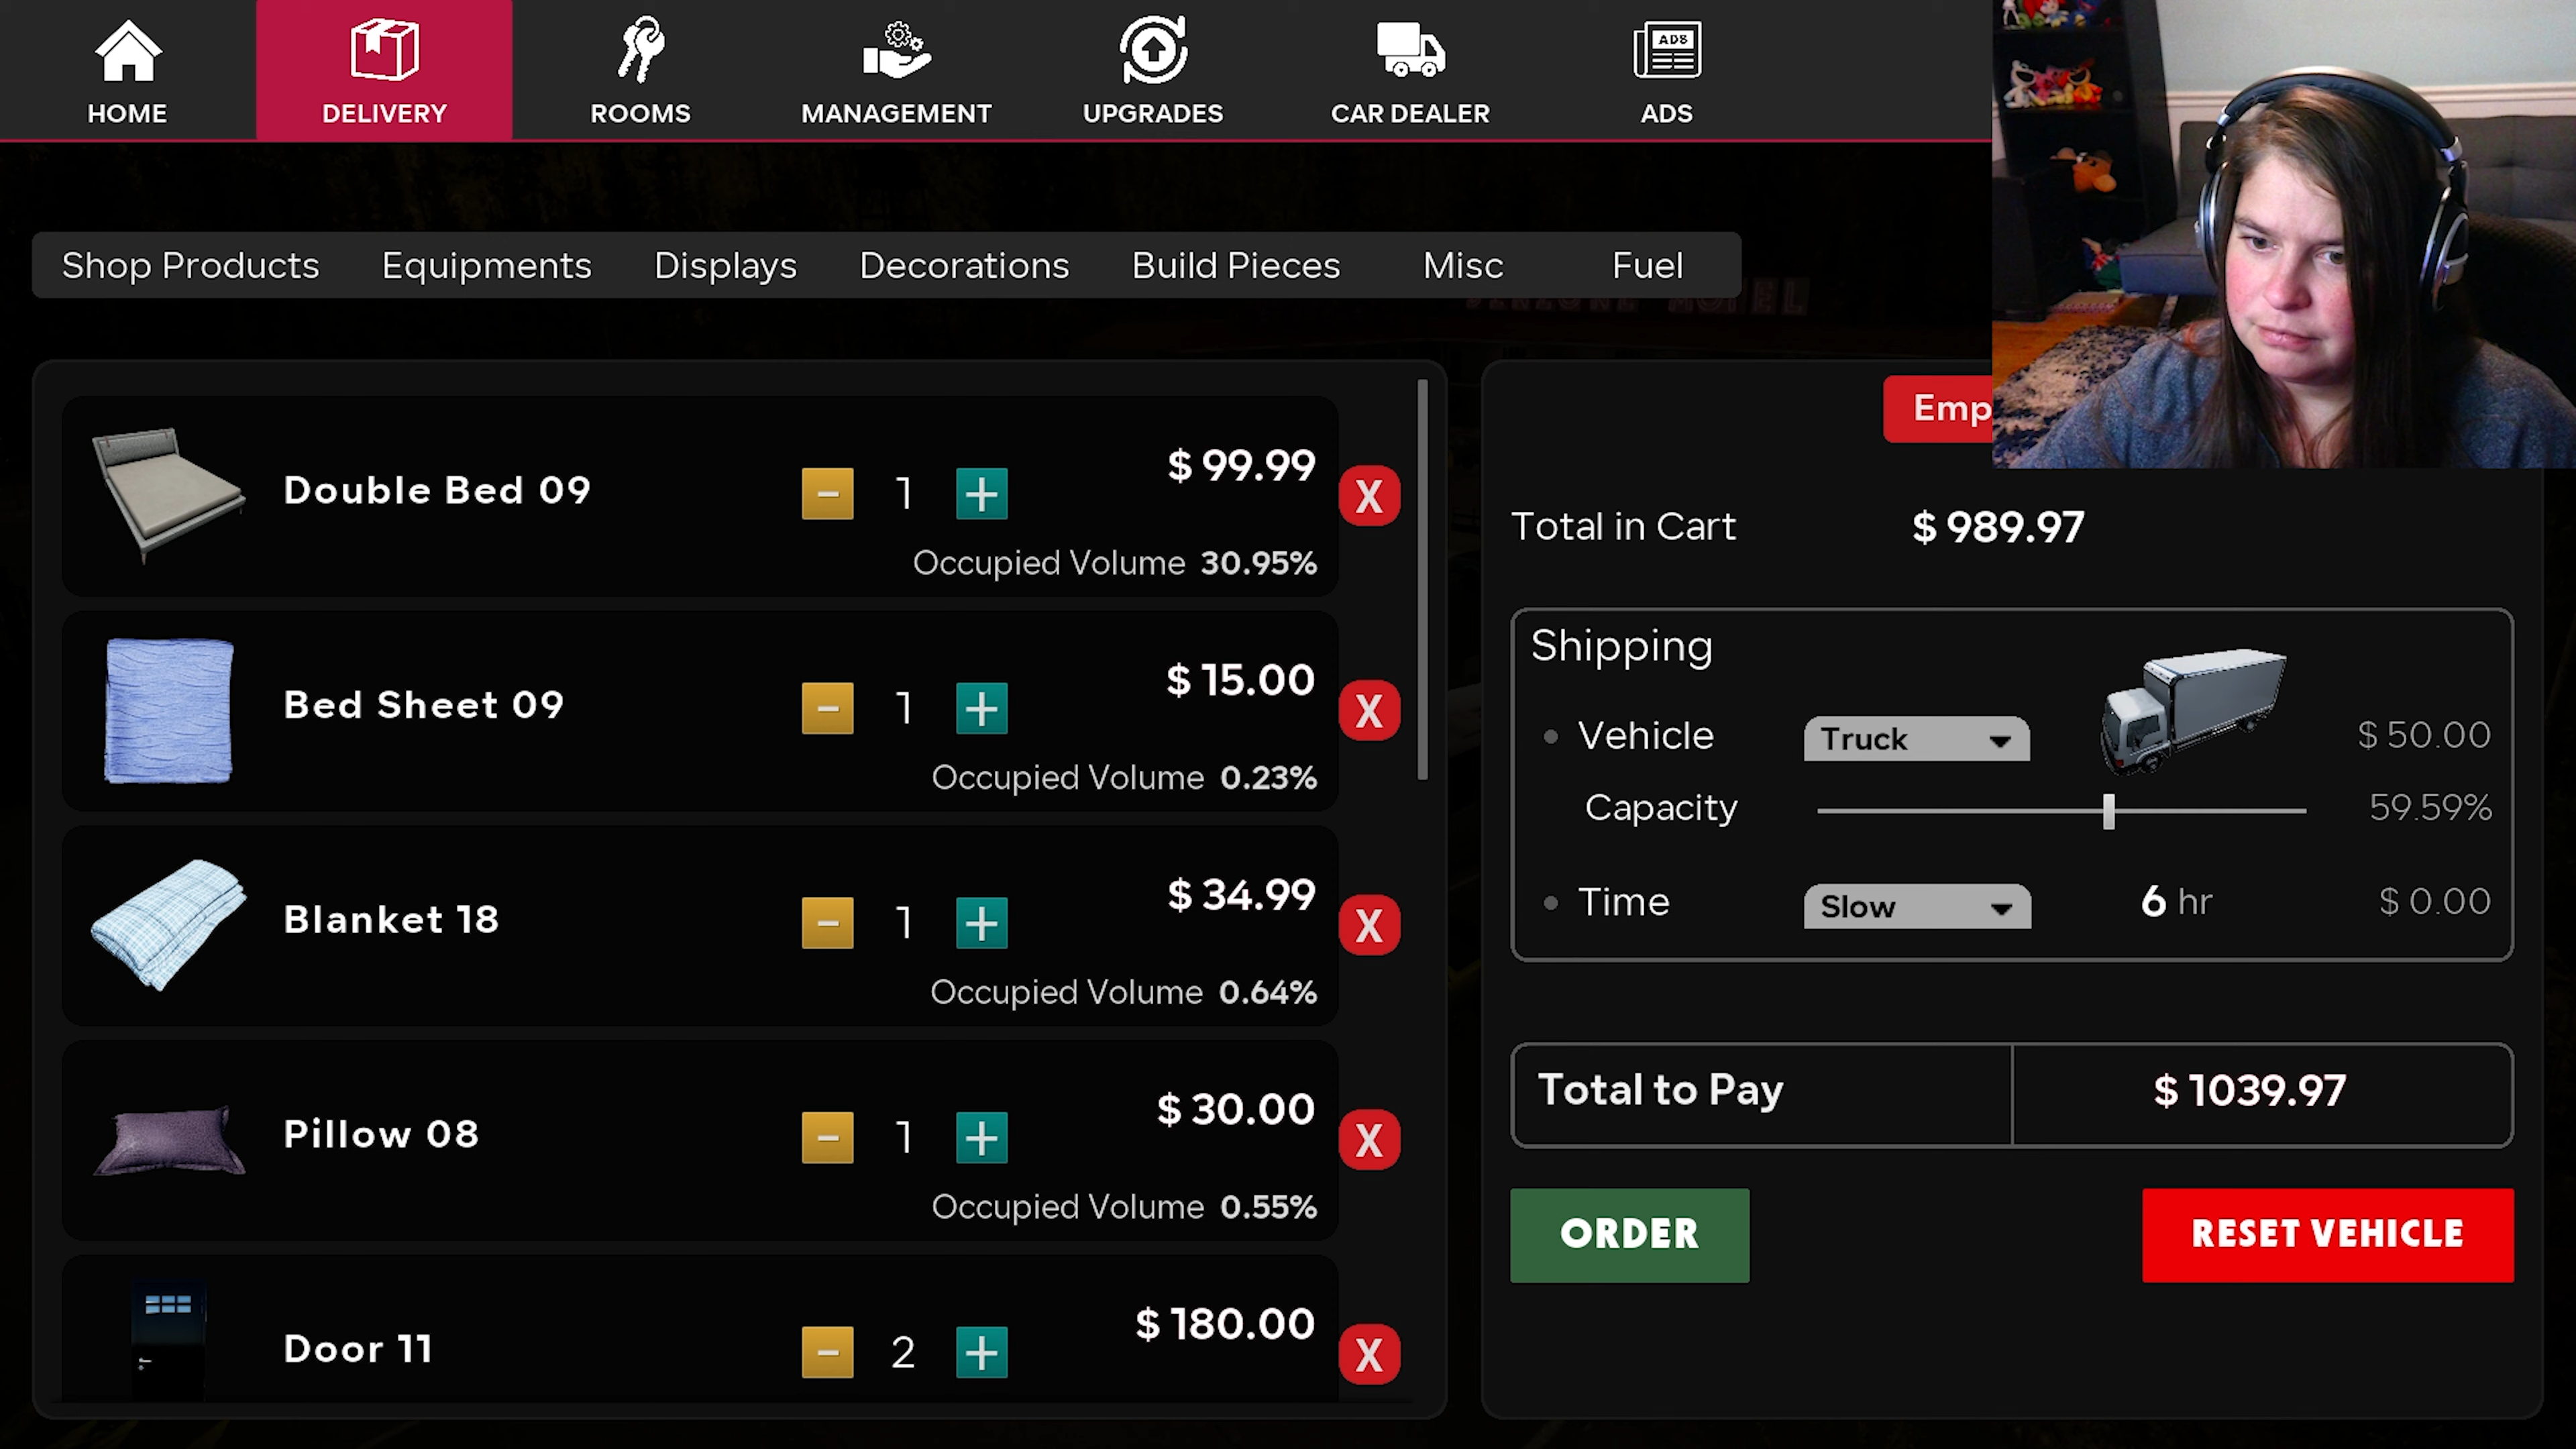 HOME
DELIVERY
ROOMS
MANAGEMENT
UPGRADES
CAR DEALER
ADS
ADS
Shop Products
Equipments
Displays
Decorations
Build Pieces
Misc
Fuel
MOTEL
Double Bed 09
- 1 +
$ 99.99
X
Occupied Volume 30.95%
Bed Sheet 09
- 1 +
$ 15.00
X
Occupied Volume 0.23%
Blanket 18
- 1 +
$ 34.99
X
Occupied Volume 0.64%
Pillow 08
- 1 +
$ 30.00
X
Occupied Volume 0.55%
Door 11
- 2 +
$ 180.00
X
Emp
Total in Cart $ 989.97
Shipping
• Vehicle Truck $ 50.00
Capacity 59.59%
• Time Slow 6 hr $ 0.00
Total to Pay $ 1039.97
ORDER
RESET VEHICLE